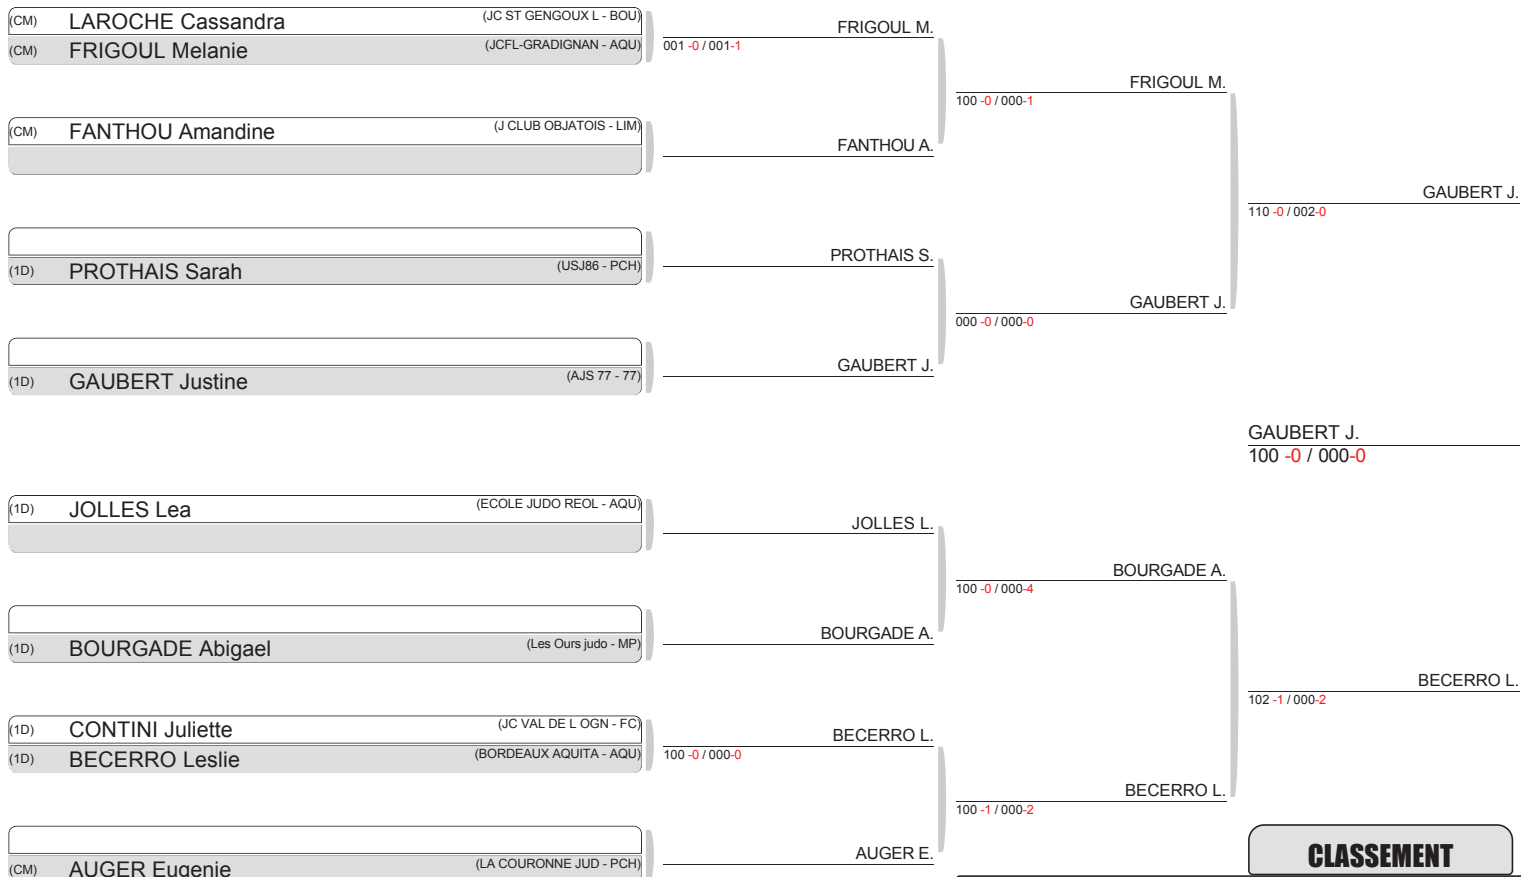 (CM) LAROCHE Cassandra (JC ST GENGOUX L - BOU)
(CM) FRIGOUL Melanie (JCFL-GRADIGNAN - AQU)
FRIGOUL M.
001 -0 / 001-1
FRIGOUL M.
100 -0 / 000-1
(CM) FANTHOU Amandine (J CLUB OBJATOIS - LIM)
FANTHOU A.
GAUBERT J.
110 -0 / 002-0
(1D) PROTHAIS Sarah (USJ86 - PCH)
PROTHAIS S.
GAUBERT J.
000 -0 / 000-0
(1D) GAUBERT Justine (AJS 77 - 77)
GAUBERT J.
GAUBERT J.
100 -0 / 000-0
(1D) JOLLES Lea (ECOLE JUDO REOL - AQU)
JOLLES L.
BOURGADE A.
100 -0 / 000-4
(1D) BOURGADE Abigael (Les Ours judo - MP)
BOURGADE A.
BECERRO L.
102 -1 / 000-2
(1D) CONTINI Juliette (JC VAL DE L OGN - FC)
(1D) BECERRO Leslie (BORDEAUX AQUITA - AQU)
BECERRO L.
100 -0 / 000-0
BECERRO L.
100 -1 / 000-2
(CM) AUGER Eugenie (LA COURONNE JUD - PCH)
AUGER E.
CLASSEMENT